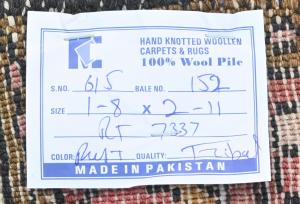 HAND KNOTTED WOOLLEN
CARPETS & RUGS
100% Wool Pile
S.NO. 615 BALE NO. 152
SIZE 1-8 x 2-11
RT 7337
COLOR: QUALITY: Tribal
MADE IN PAKISTAN